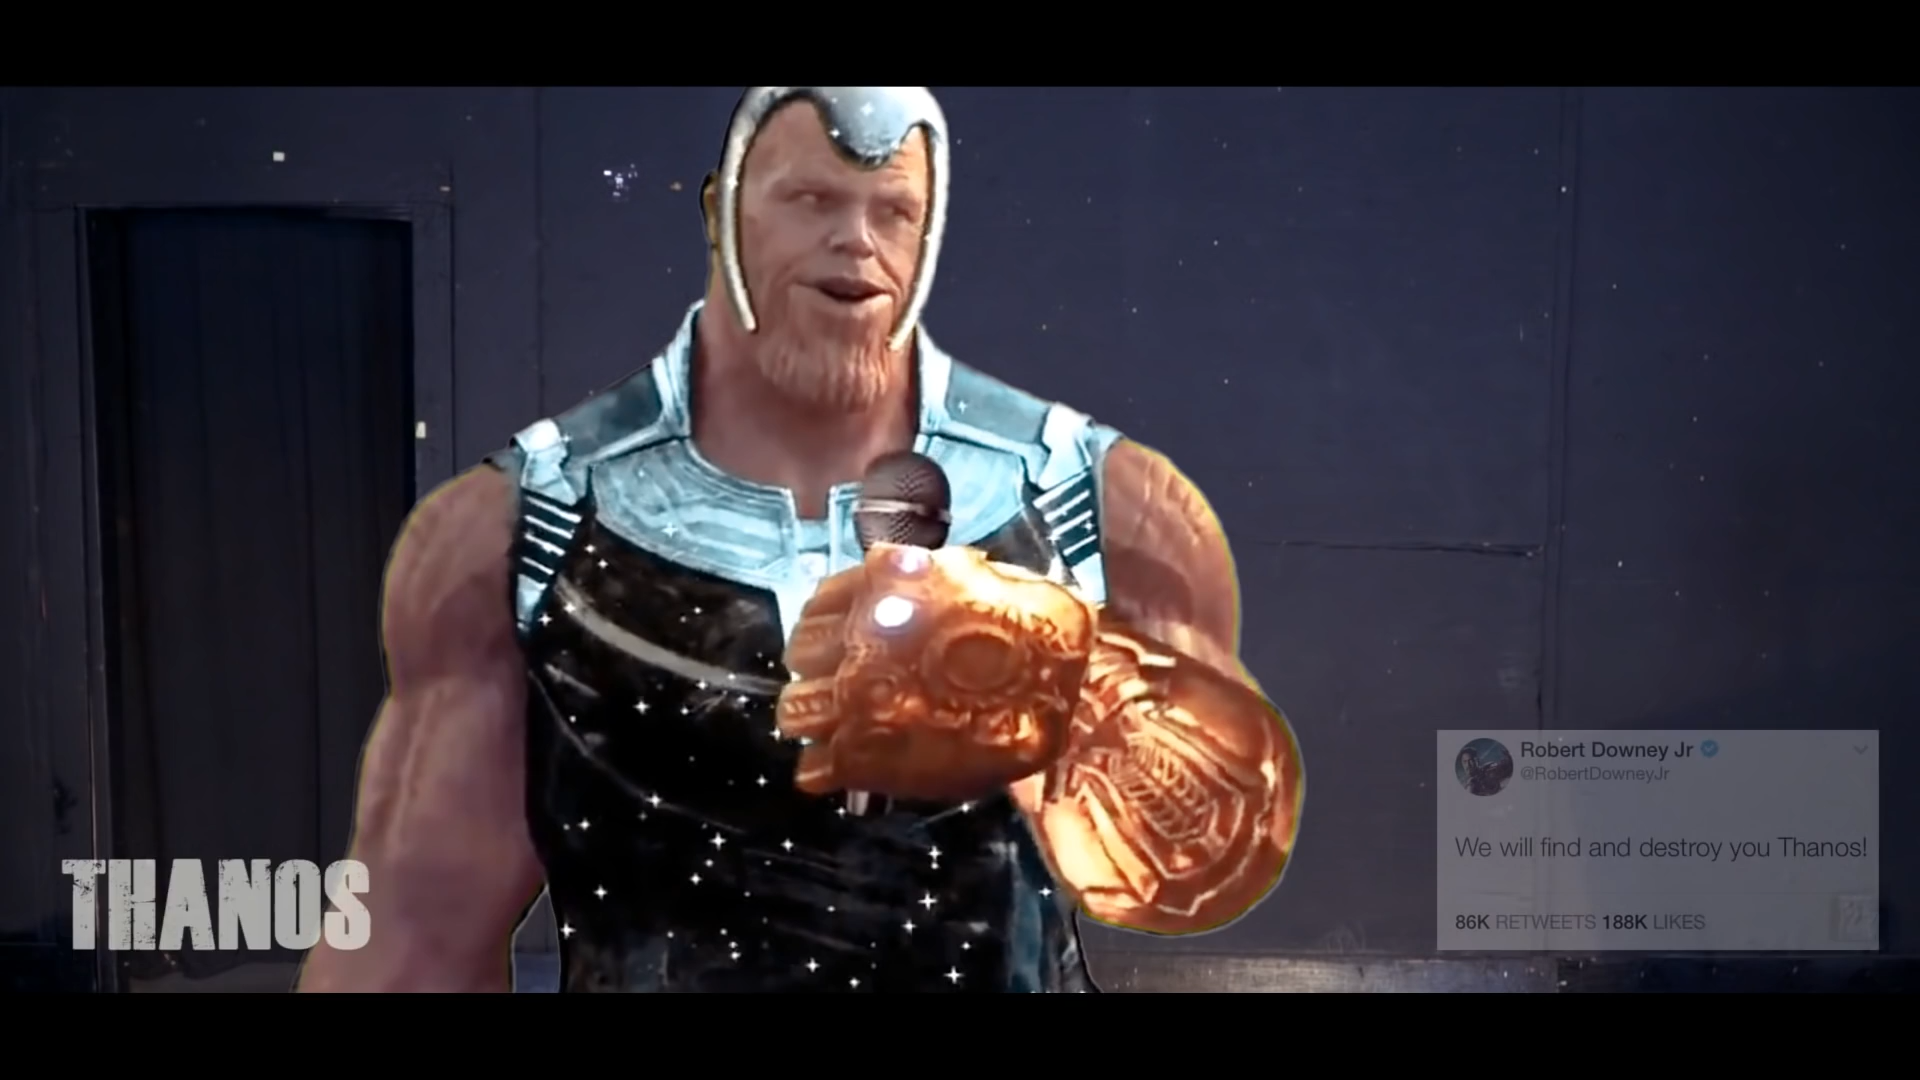 THANOS
Robert Downey Jr
@RobertDowneyJr
We will find and destroy you Thanos!
86K RETWEETS 188K LIKES